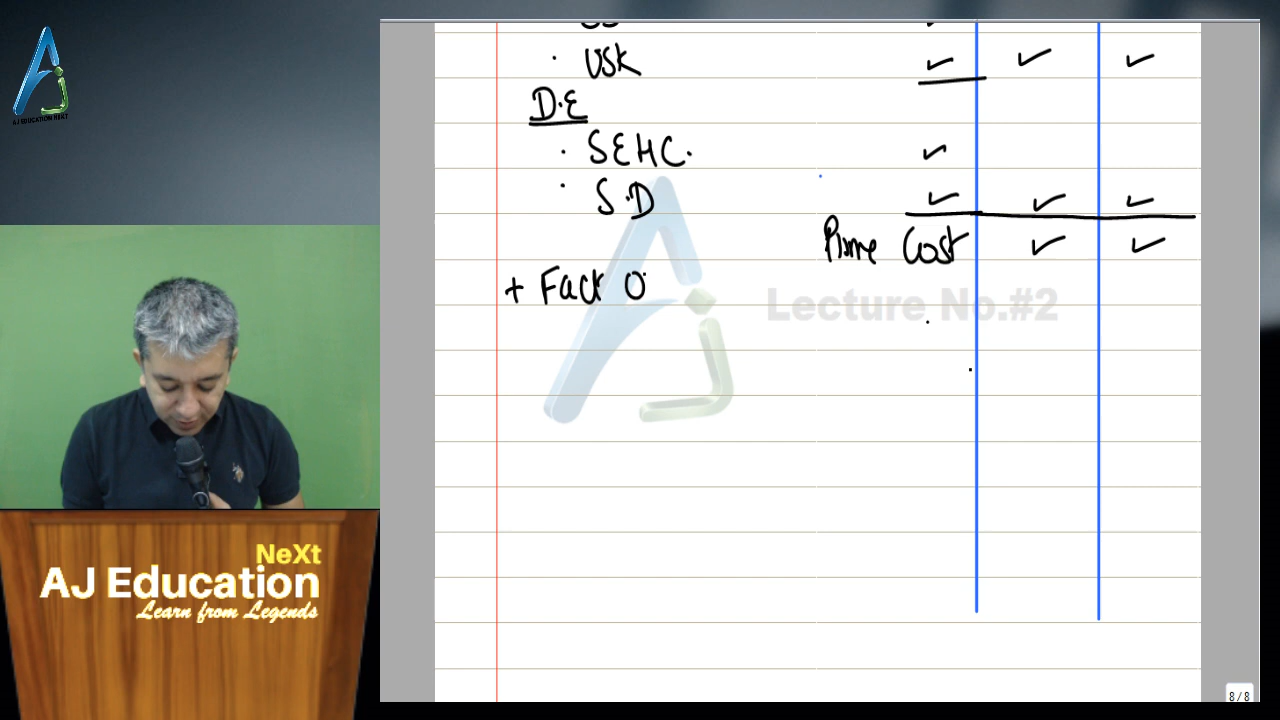 AJ EDUCATION NEXT
· USK
D.E
· SEHC.
· S.D
Prime Cost
+ Fact O
Lecture No.#2
NeXt
AJ Education
Learn from Legends
8/8